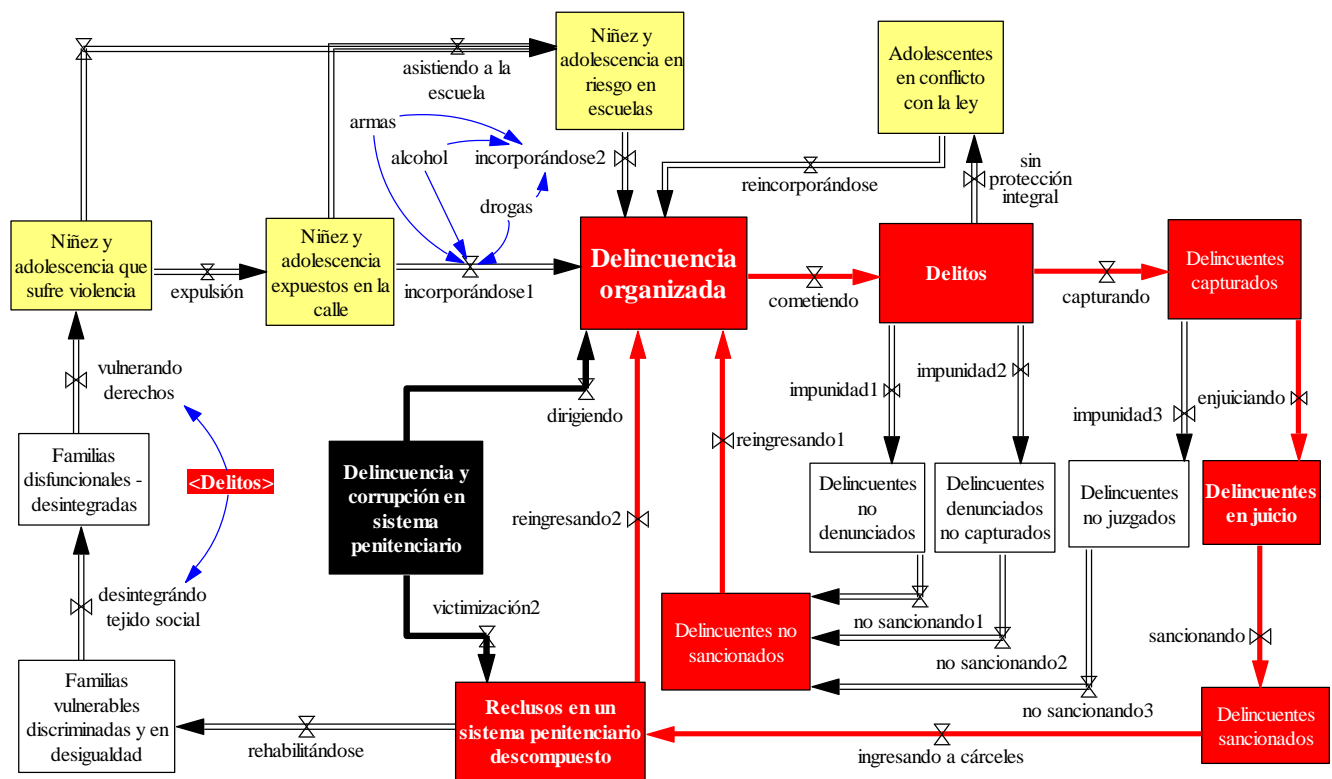 Niñez y
adolescencia en
riesgo en
escuelas
Adolescentes
en conflicto
con la ley
asistiendo a la
escuela
armas
alcohol
incorporándose2
drogas
reincorporándose
sin
protección
integral
Niñez y
adolescencia que
sufre violencia
expulsión
Niñez y
adolescencia
expuestos en la
calle
incorporándose1
Delincuencia
organizada
cometiendo
Delitos
capturando
Delincuentes
capturados
vulnerando
derechos
dirigiendo
impunidad1
impunidad2
impunidad3
enjuiciando
Familias
disfuncionales -
desintegradas
<Delitos>
Delincuencia y
corrupción en
sistema
penitenciario
reingresando2
reingresando1
Delincuentes
no
denunciados
Delincuentes
denunciados
no capturados
Delincuentes
no juzgados
Delincuentes
en juicio
desintegrándo
tejido social
victimización2
Delincuentes no
sancionados
no sancionando1
no sancionando2
no sancionando3
sancionando
Familias
vulnerables
discriminadas y en
desigualdad
rehabilitándose
Reclusos en un
sistema penitenciario
descompuesto
ingresando a cárceles
Delincuentes
sancionados